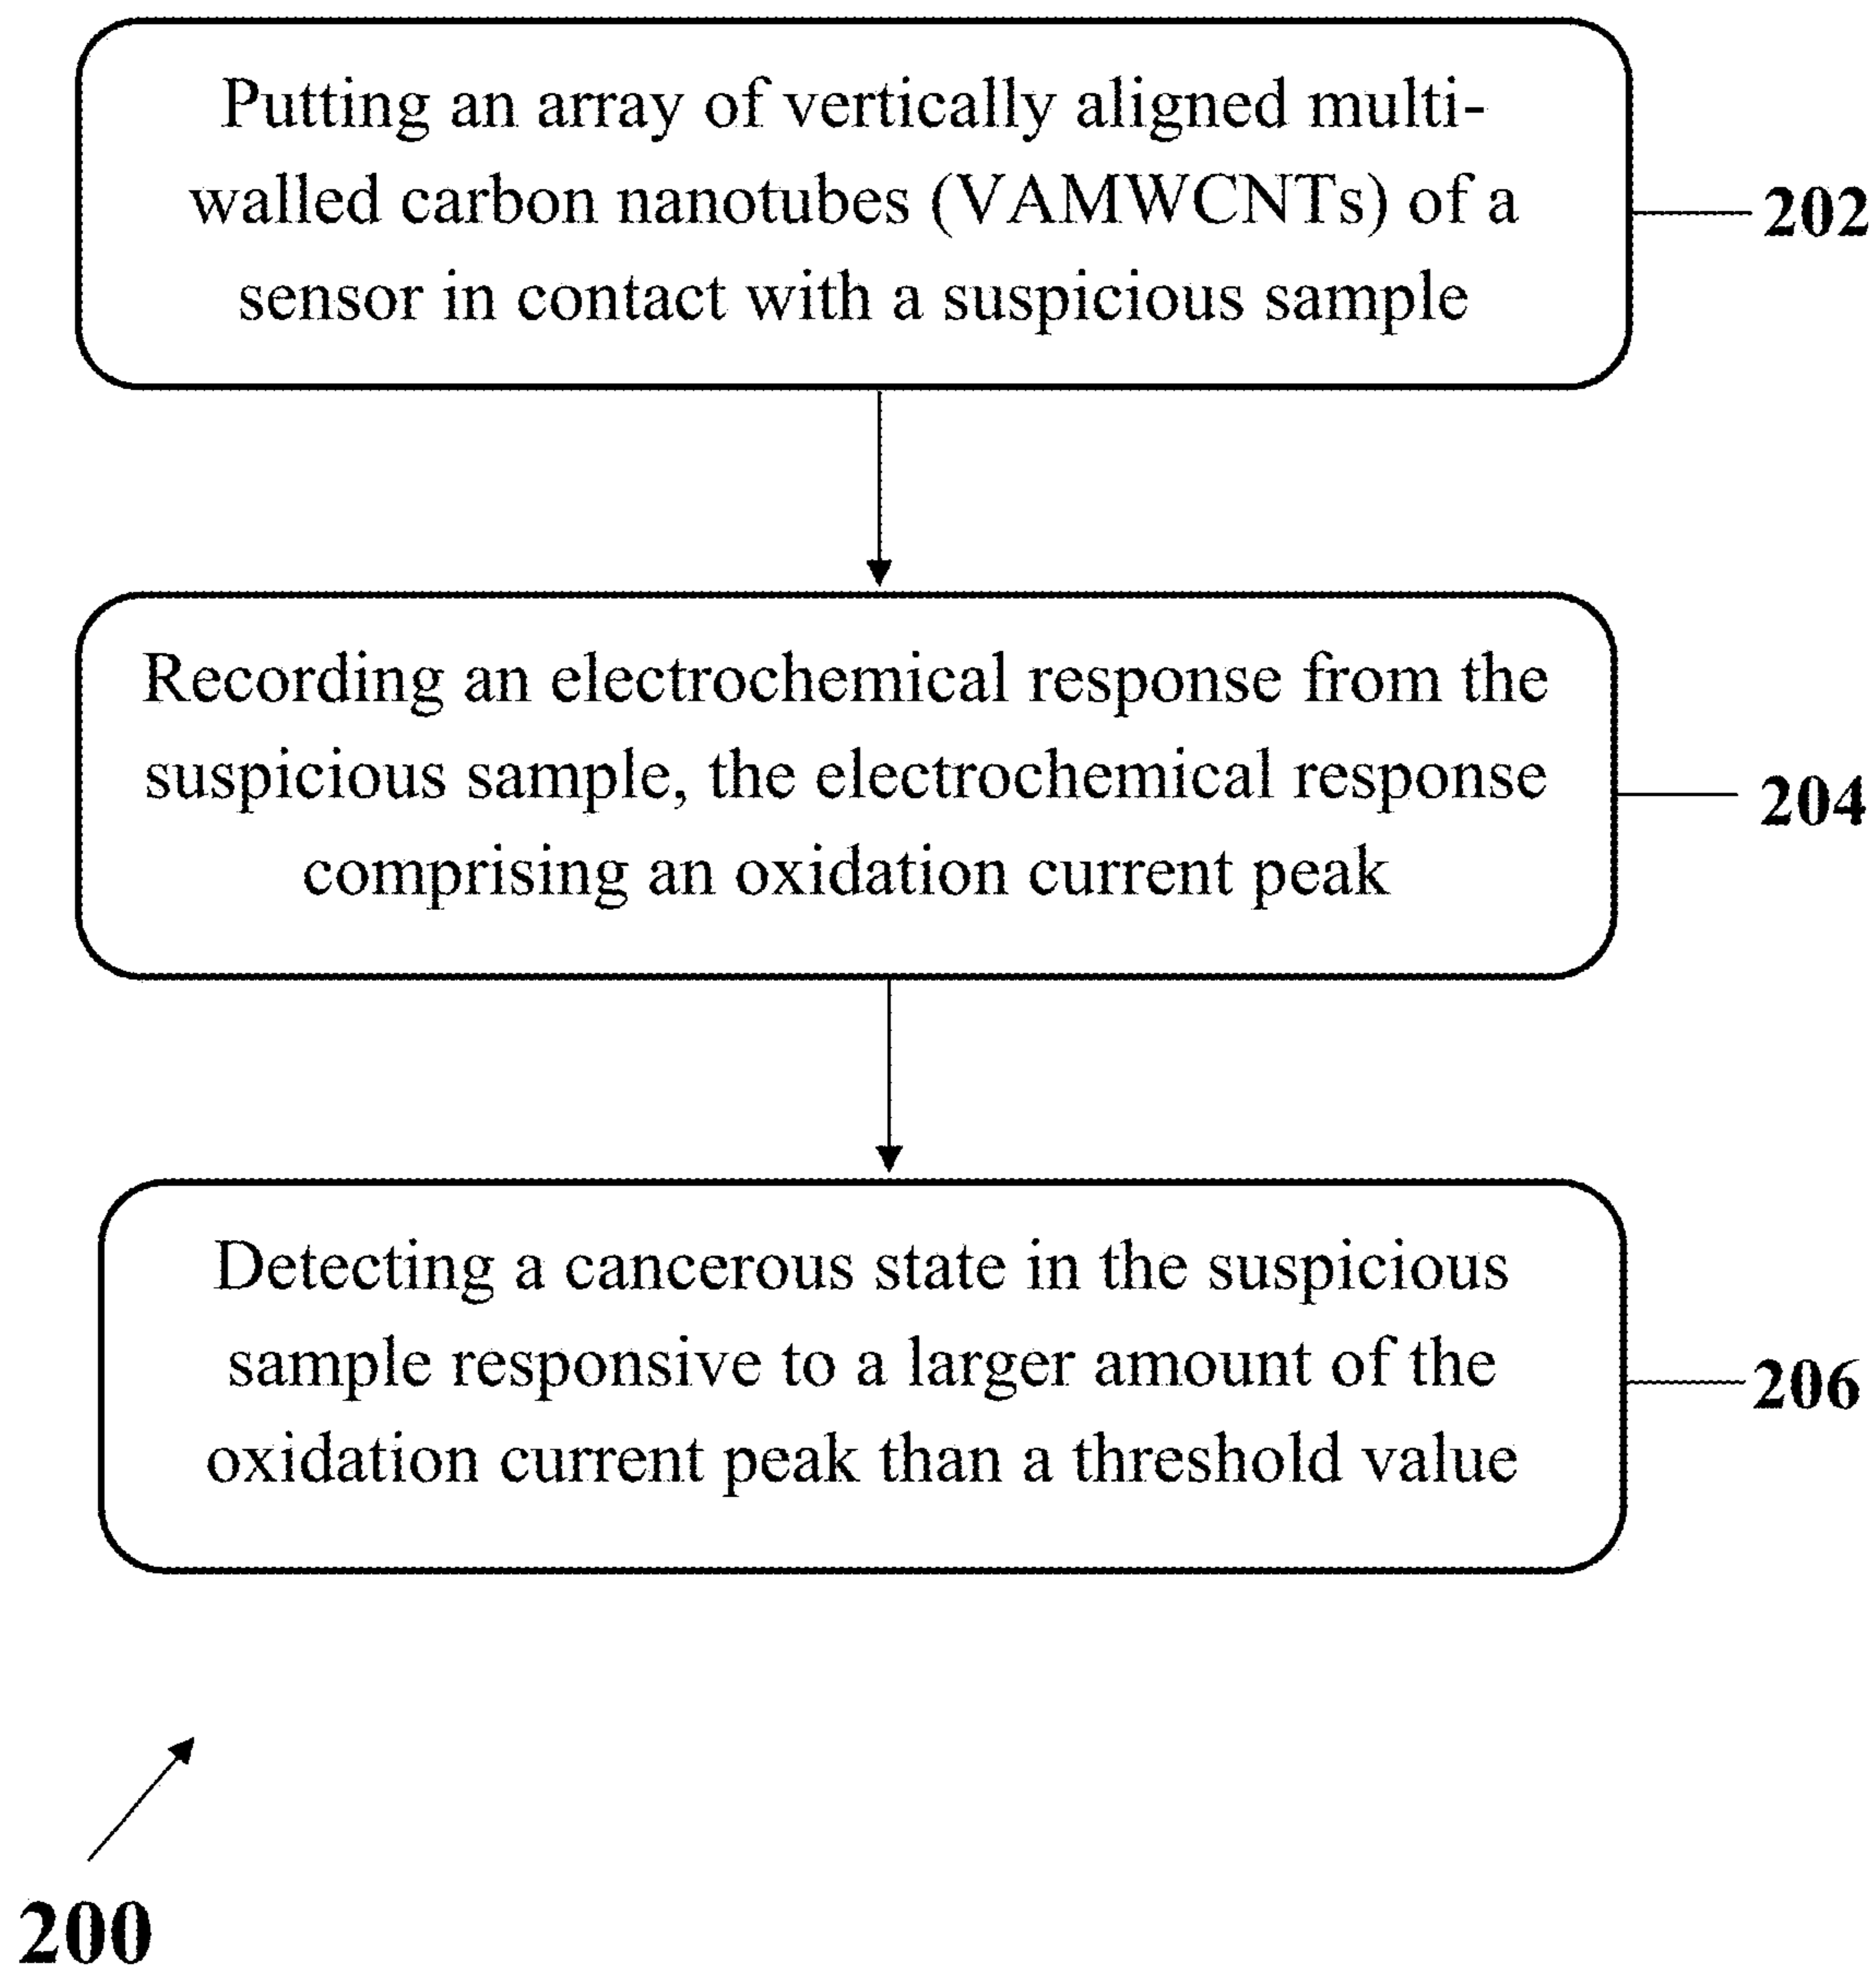 Putting an array of vertically aligned multi-
walled carbon nanotubes (VAMWCNTs) of a
sensor in contact with a suspicious sample
202
Recording an electrochemical response from the
suspicious sample, the electrochemical response
comprising an oxidation current peak
204
Detecting a cancerous state in the suspicious
sample responsive to a larger amount of the
oxidation current peak than a threshold value
206
200